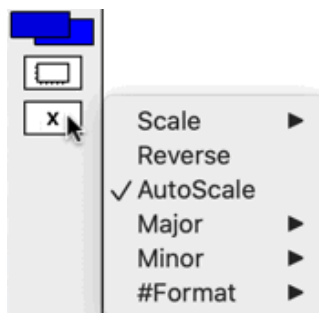 x
Scale
Reverse
✓ AutoScale
Major
Minor
#Format